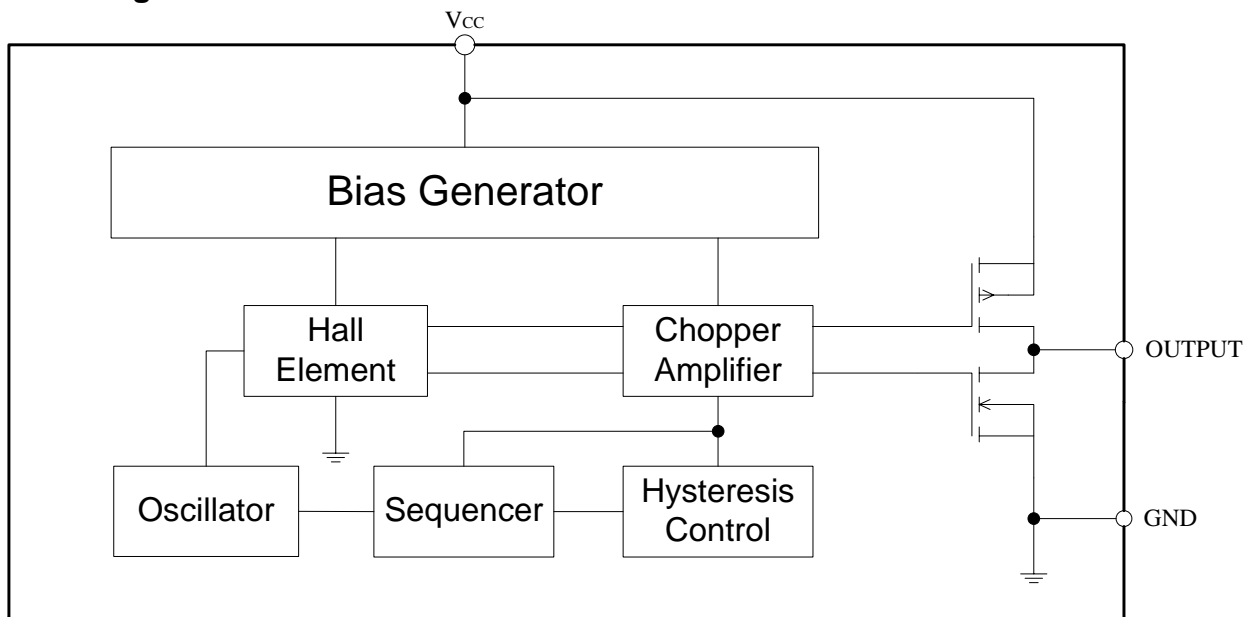 VCC
Bias Generator
Hall
Element
Chopper
Amplifier
OUTPUT
Oscillator
Sequencer
Hysteresis
Control
GND